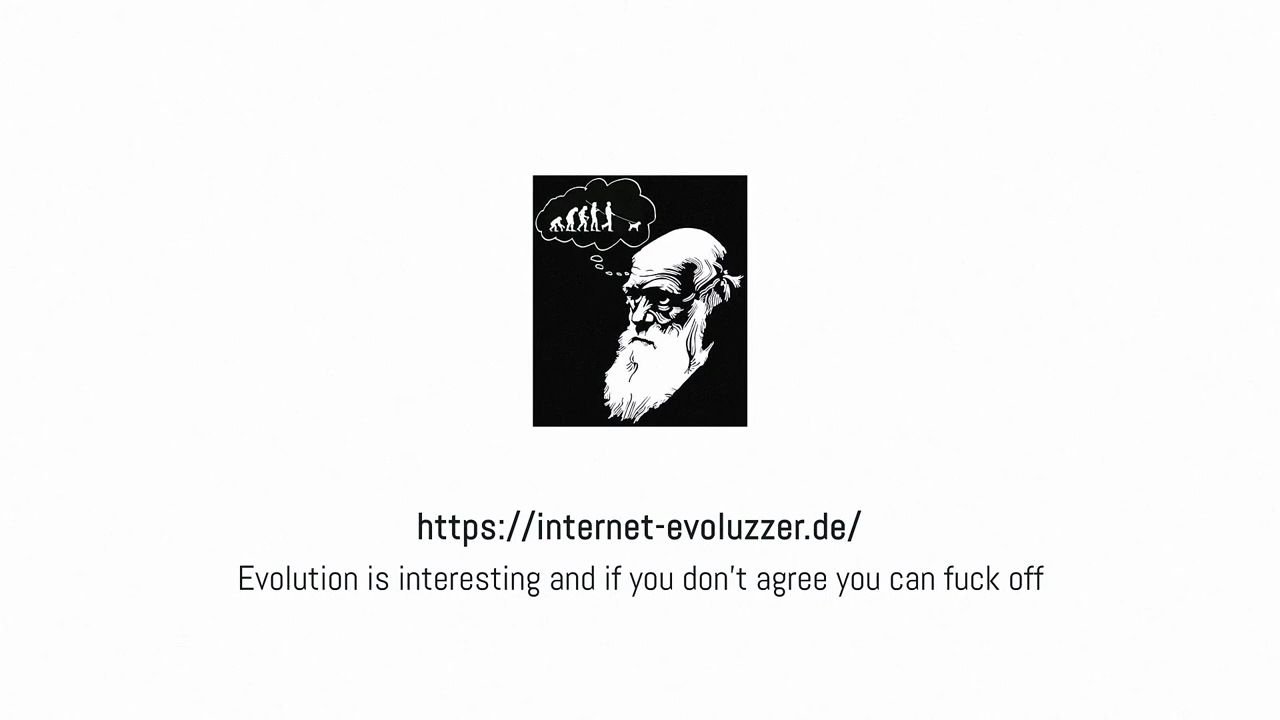 https://internet-evoluzzer.de/
Evolution is interesting and if you don't agree you can fuck off